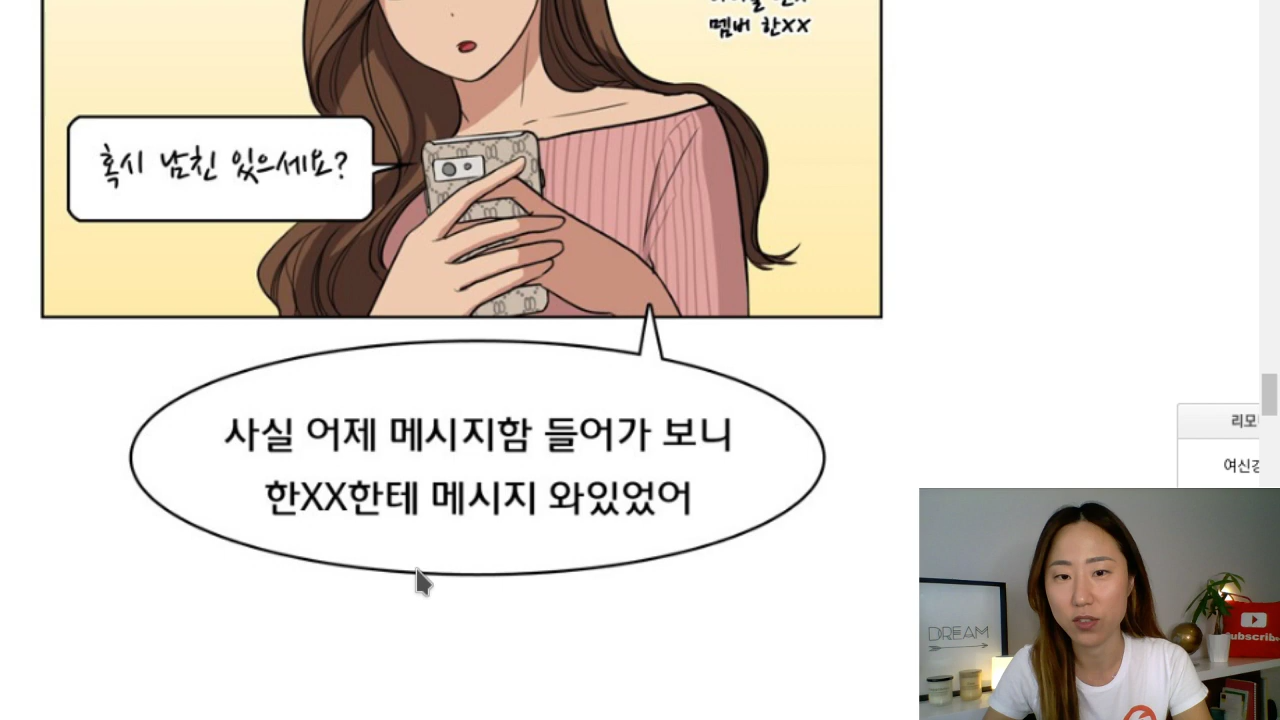 멤버 한XX
혹시 남친 있으세요?
사실 어제 메시지함 들어가 보니
한XX한테 메시지 와있었어
리모
여신강
DREAM
ubscrib